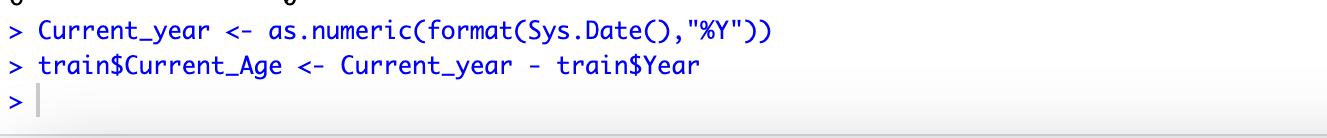 > Current_year <- as.numeric(format(Sys.Date(),"%Y"))
> train$Current_Age <- Current_year - train$Year
>